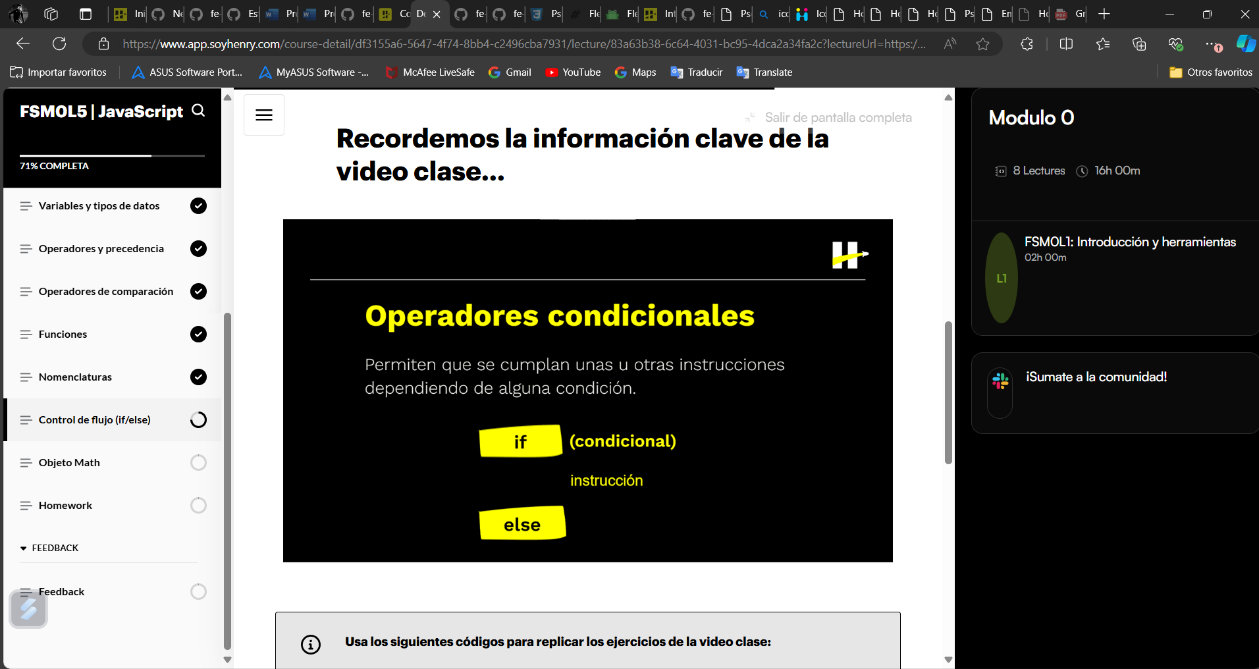 https://www.app.soyhenry.com/course-detail/df3155a6-5647-4f74-8bb4-c2496cba7931/lecture/83a63b38-6c64-4031-bc95-4dca2a34fa2c?lectureUrl=https:/...
Importar favoritos
ASUS Software Port...
MyASUS Software -...
McAfee LiveSafe
Gmail
YouTube
Maps
Traducir
Translate
Otros favoritos
FSMOL5 | JavaScript
71% COMPLETA
Variables y tipos de datos
Operadores y precedencia
Operadores de comparación
Funciones
Nomenclaturas
Control de flujo (if/else)
Objeto Math
Homework
FEEDBACK
Feedback
Salir de pantalla completa
Recordemos la información clave de la
video clase...
H
Operadores condicionales
Permiten que se cumplan unas u otras instrucciones
dependiendo de alguna condición.
if (condicional)
instrucción
else
Usa los siguientes códigos para replicar los ejercicios de la video clase:
Modulo 0
8 Lectures 16h 00m
L1
FSMOL1: Introducción y herramientas
02h 00m
¡Sumate a la comunidad!